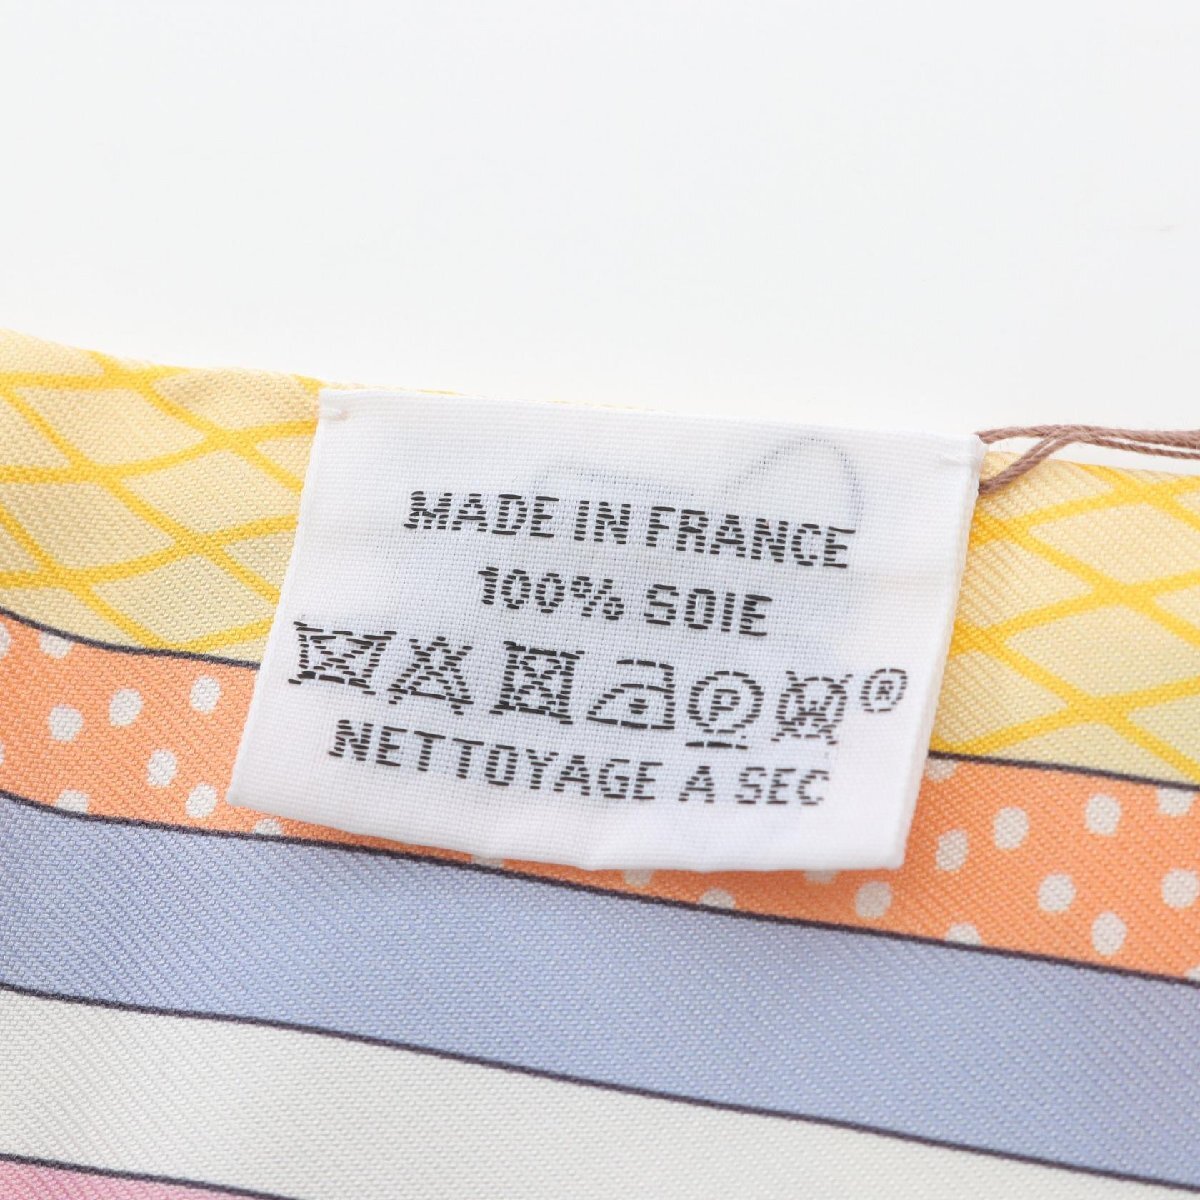 MADE IN FRANCE
100% SOIE
P ®
NETTOYAGE A SEC